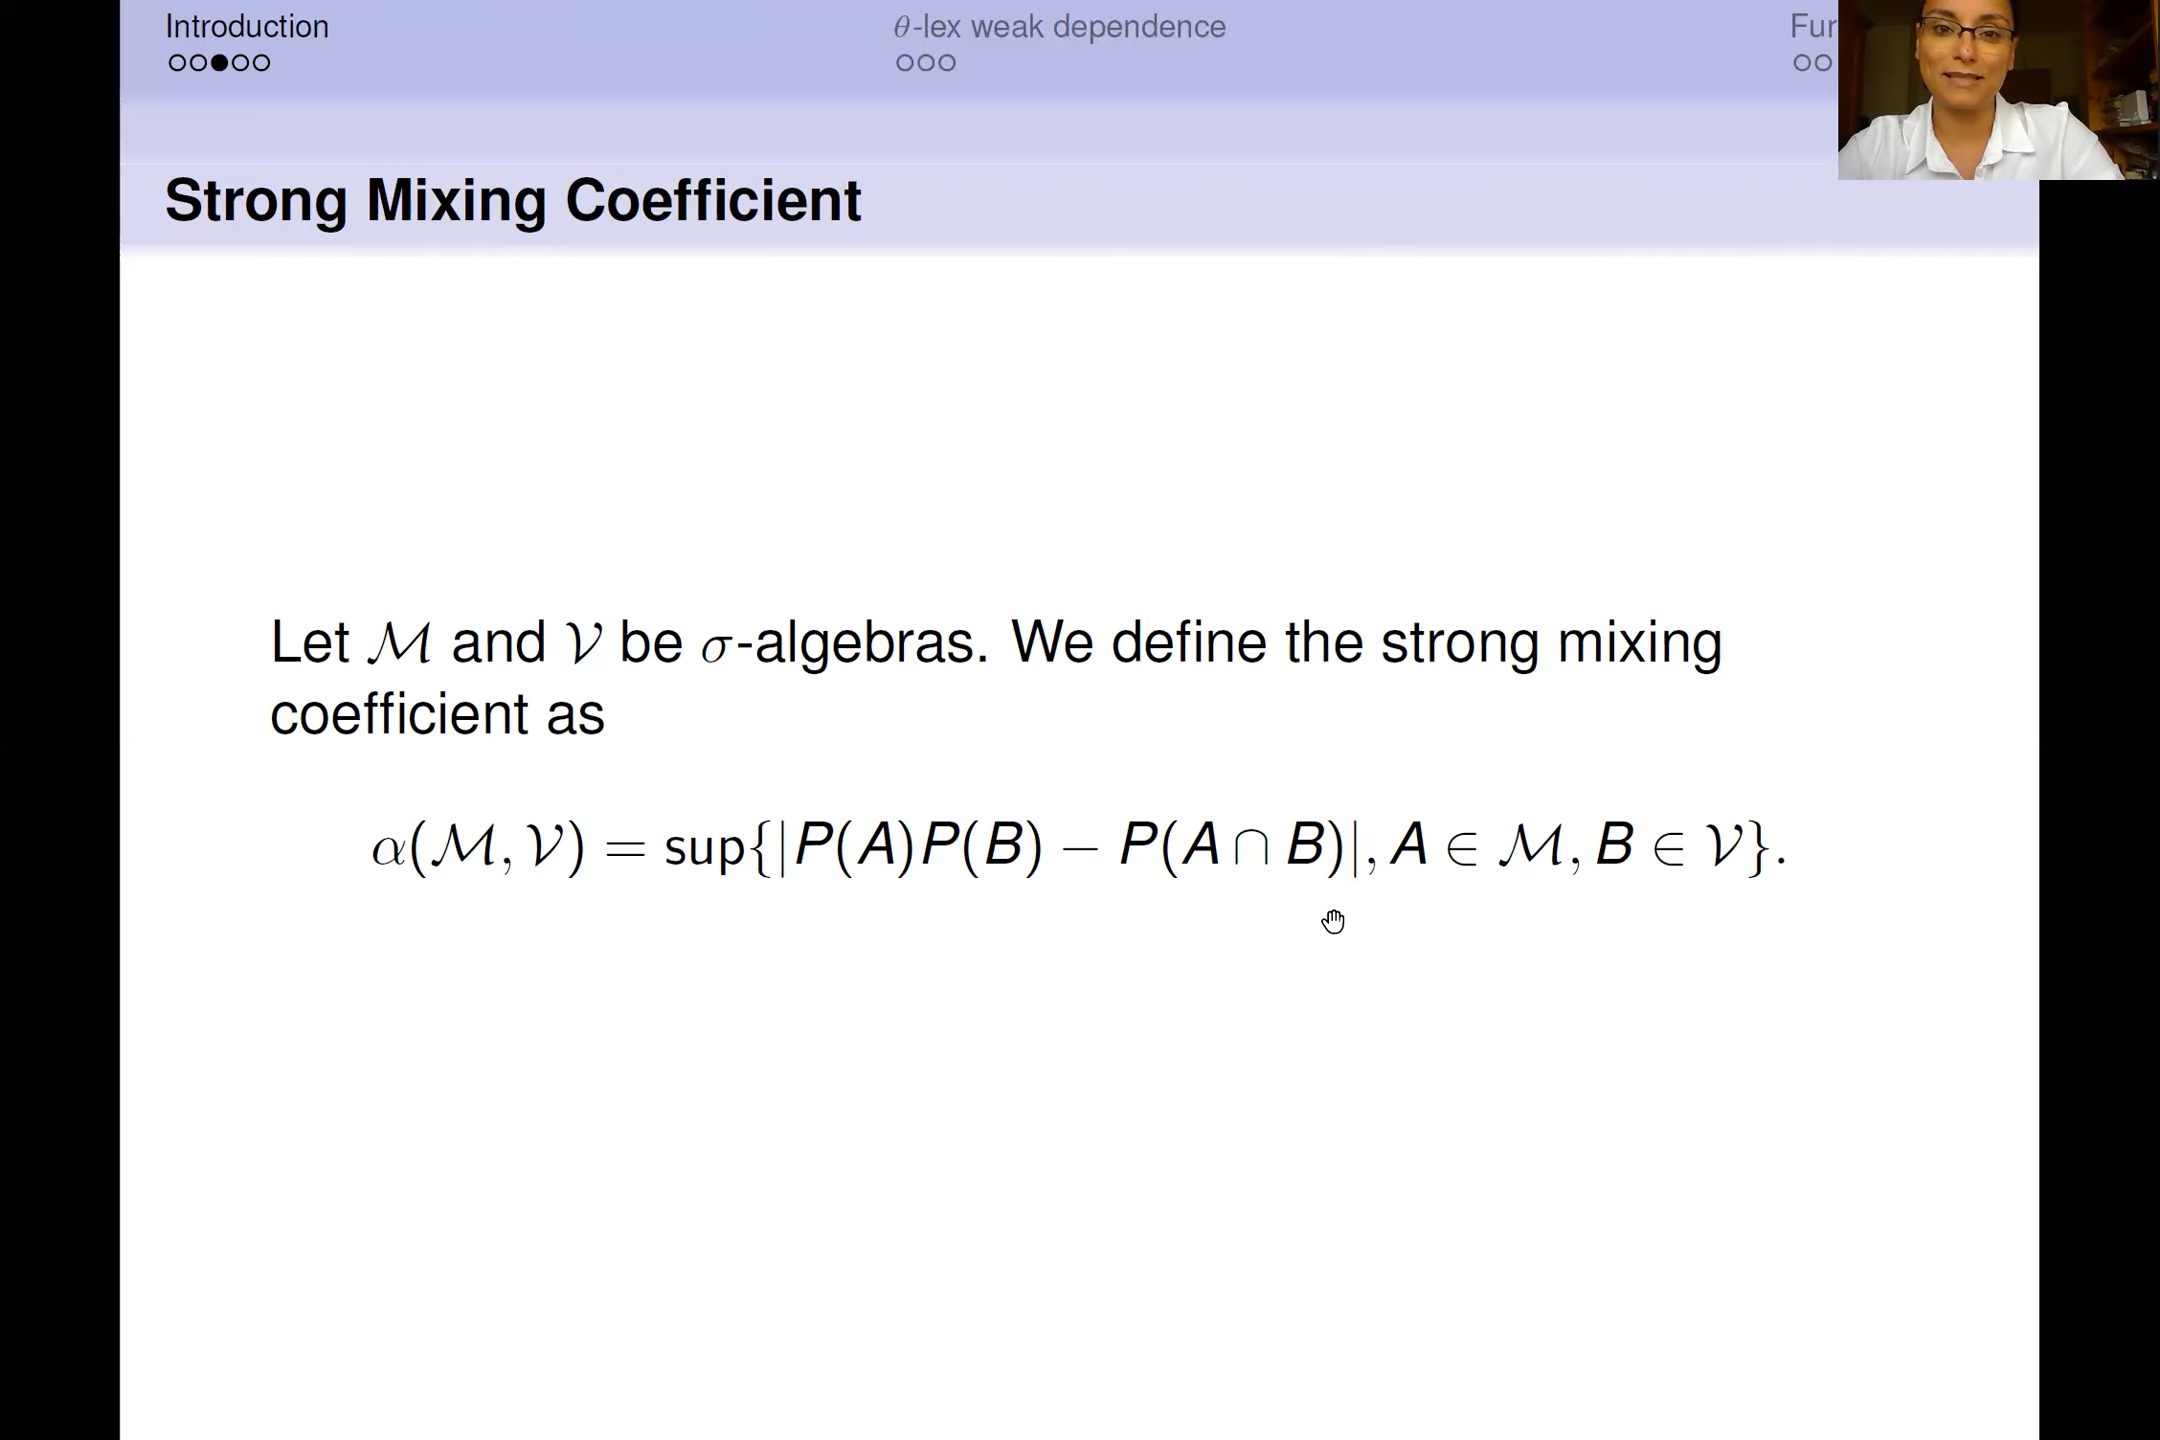 Introduction
θ-lex weak dependence
Strong Mixing Coefficient
Let ℳ and 𝒱 be σ-algebras. We define the strong mixing
coefficient as
α(ℳ, 𝒱) = sup{|P(A)P(B) − P(A ∩ B)|, A ∈ ℳ, B ∈ 𝒱}.